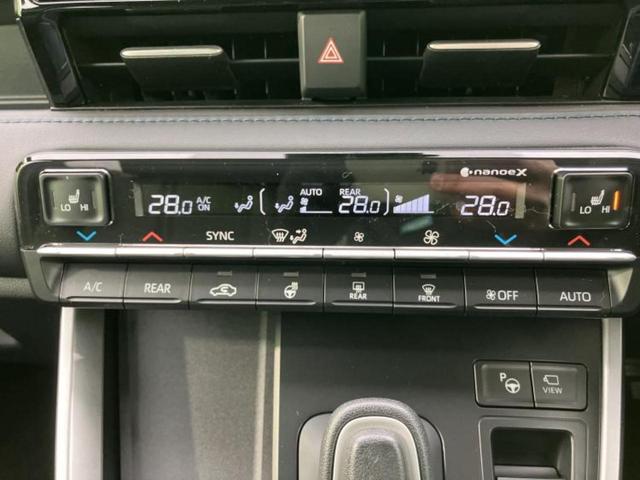 nanoeX
LO HI
28.0 A/C ON
AUTO REAR 28.0
28.0
LO HI
SYNC
A/C
REAR
REAR
FRONT
OFF
AUTO
P
VIEW